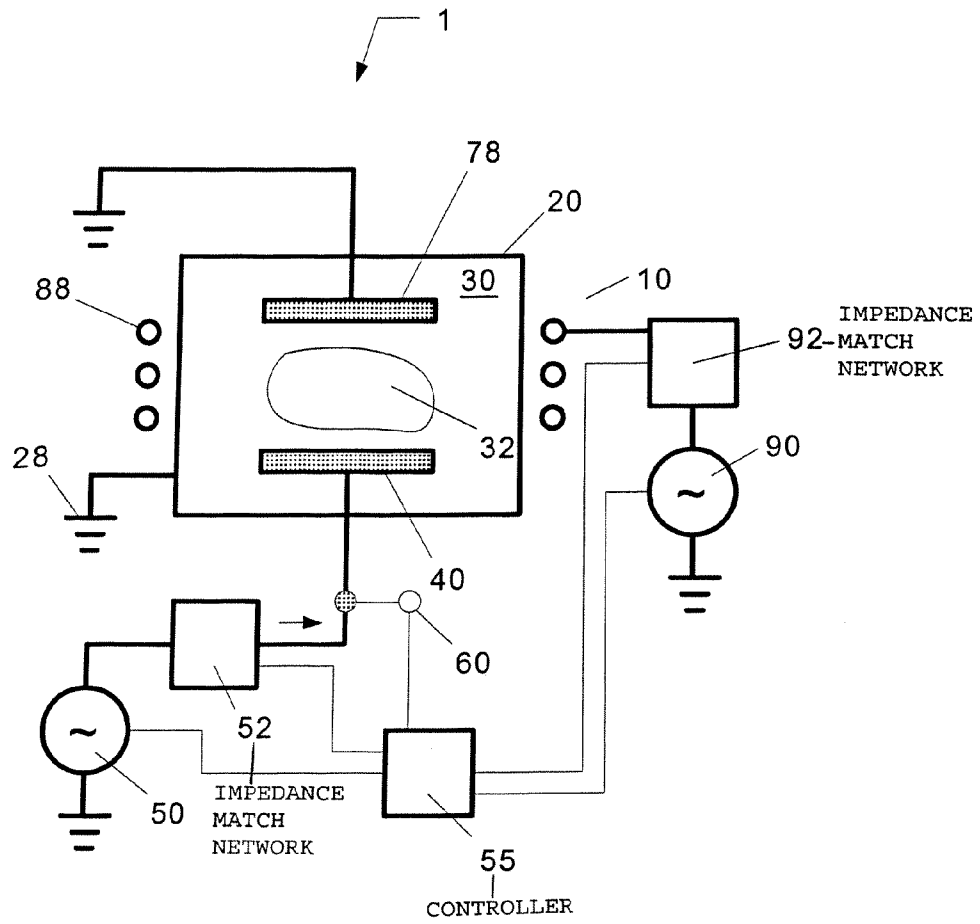 1
78
20
30
88
10
IMPEDANCE
92 MATCH
NETWORK
32
28
90
~
40
60
~
52
50
IMPEDANCE
MATCH
NETWORK
55
CONTROLLER